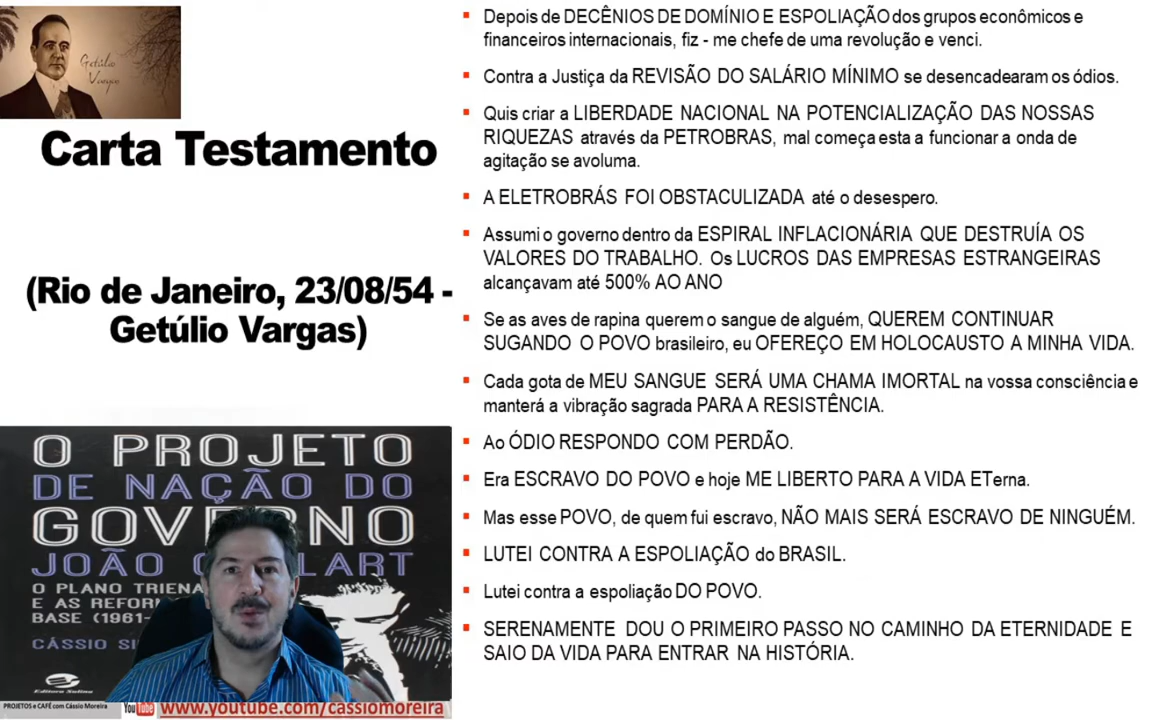 Getúlio
Vargas
Carta Testamento
(Rio de Janeiro, 23/08/54 -
Getúlio Vargas)
Depois de DECÊNIOS DE DOMÍNIO E ESPOLIAÇÃO dos grupos econômicos e
financeiros internacionais, fiz - me chefe de uma revolução e venci.
Contra a Justiça da REVISÃO DO SALÁRIO MÍNIMO se desencadearam os ódios.
Quis criar a LIBERDADE NACIONAL NA POTENCIALIZAÇÃO DAS NOSSAS
RIQUEZAS através da PETROBRAS, mal começa esta a funcionar a onda de
agitação se avoluma.
A ELETROBRÁS FOI OBSTACULIZADA até o desespero.
Assumi o governo dentro da ESPIRAL INFLACIONÁRIA QUE DESTRUÍA OS
VALORES DO TRABALHO. Os LUCROS DAS EMPRESAS ESTRANGEIRAS
alcançavam até 500% AO ANO
Se as aves de rapina querem o sangue de alguém, QUEREM CONTINUAR
SUGANDO O POVO brasileiro, eu OFEREÇO EM HOLOCAUSTO A MINHA VIDA.
Cada gota de MEU SANGUE SERÁ UMA CHAMA IMORTAL na vossa consciência e
manterá a vibração sagrada PARA A RESISTÊNCIA.
Ao ÓDIO RESPONDO COM PERDÃO.
Era ESCRAVO DO POVO e hoje ME LIBERTO PARA A VIDA ETerna.
Mas esse POVO, de quem fui escravo, NÃO MAIS SERÁ ESCRAVO DE NINGUÉM.
LUTEI CONTRA A ESPOLIAÇÃO do BRASIL.
Lutei contra a espoliação DO POVO.
SERENAMENTE DOU O PRIMEIRO PASSO NO CAMINHO DA ETERNIDADE E
SAIO DA VIDA PARA ENTRAR NA HISTÓRIA.
O PROJETO
DE NAÇÃO DO
GOVERNO
JOÃO G LART
O PLANO TRIENA
E AS REFOR
BASE (1961-
CÁSSIO SI
Editora Sulina
PROJETOS e CAFÉ com Cássio Moreira
YouTube www.youtube.com/cassiomoreira